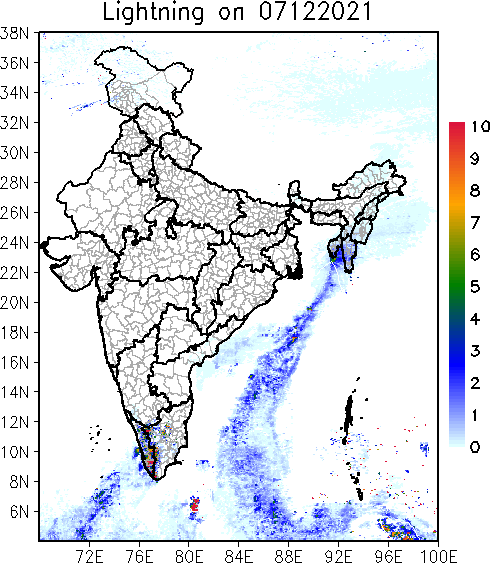 Lightning on 07122021
38N
36N
34N
32N
30N
28N
26N
24N
22N
20N
18N
16N
14N
12N
10N
8N
6N
72E 76E 80E 84E 88E 92E 96E 100E
10
9
8
7
6
5
4
3
2
1
0